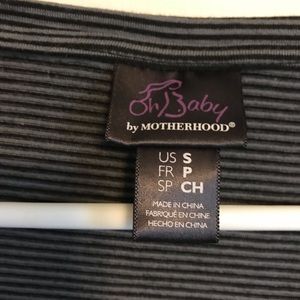 Oh Baby
by MOTHERHOOD®
US S
FR P
SP CH
MADE IN CHINA
FABRIQUÉ EN CHINE
HECHO EN CHINA